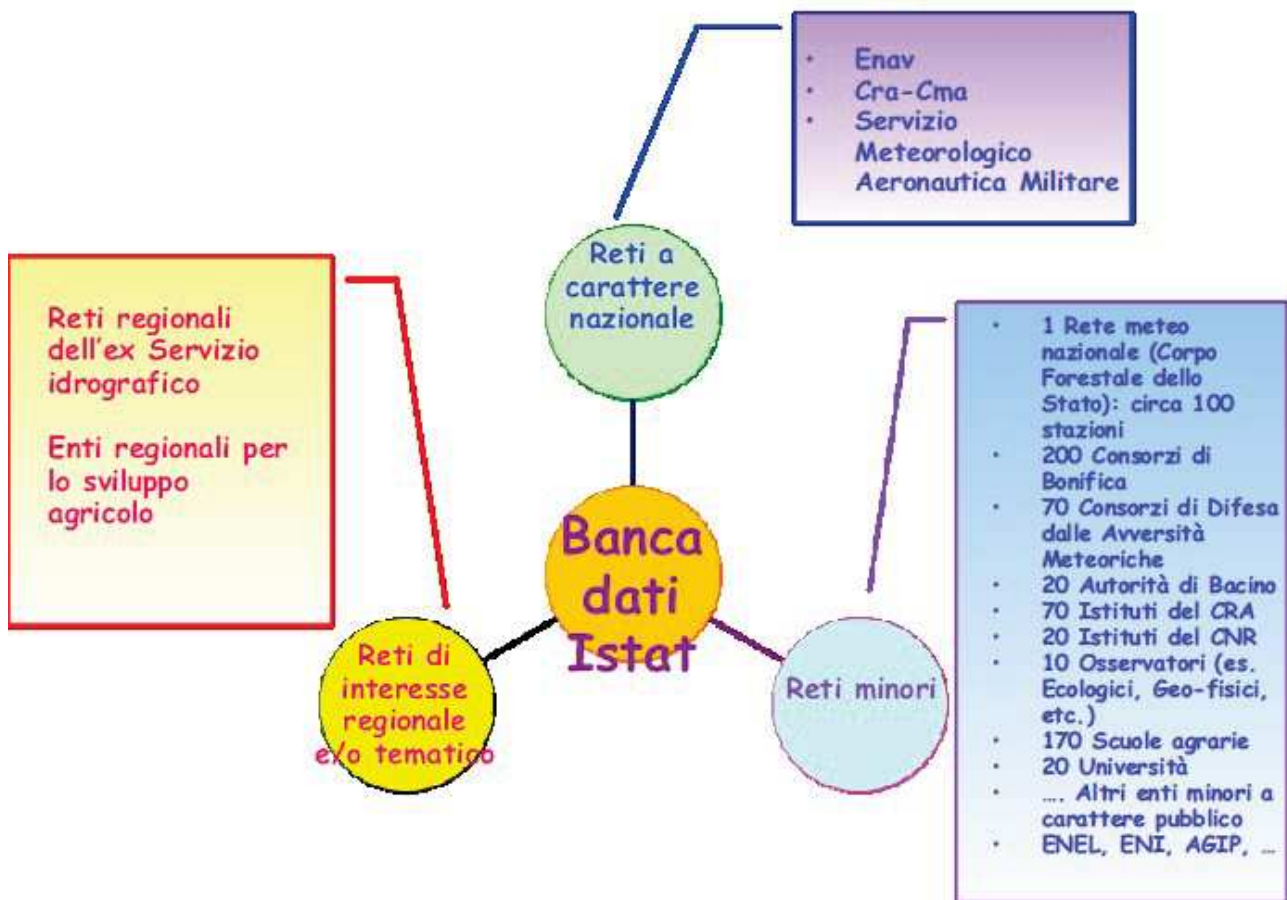 • Enav
• Cra-Cma
• Servizio
Meteorologico
Aeronautica Militare
Reti a
carattere
nazionale
Reti regionali
dell'ex Servizio
idrografico
Enti regionali per
lo sviluppo
agricolo
Banca
dati
Istat
Reti di
interesse
regionale
e/o tematico
Reti minori
• 1 Rete meteo
nazionale (Corpo
Forestale dello
Stato): circa 100
stazioni
• 200 Consorzi di
Bonifica
• 70 Consorzi di Difesa
dalle Avversità
Meteoriche
• 20 Autorità di Bacino
• 70 Istituti del CRA
• 20 Istituti del CNR
• 10 Osservatori (es.
Ecologici, Geo-fisici,
etc.)
• 170 Scuole agrarie
• 20 Università
• .... Altri enti minori a
carattere pubblico
• ENEL, ENI, AGIP, ...